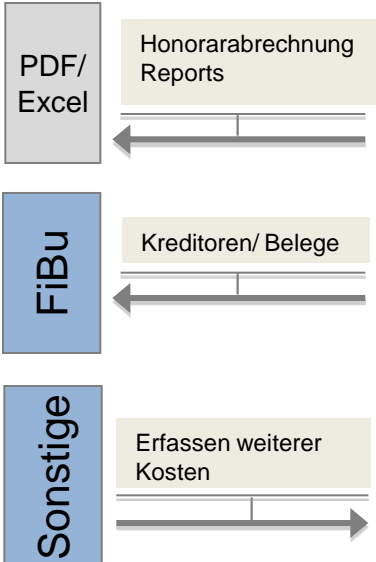 PDF/
Excel
Honorarabrechnung
Reports
FiBu
Kreditoren/ Belege
Sonstige
Erfassen weiterer
Kosten